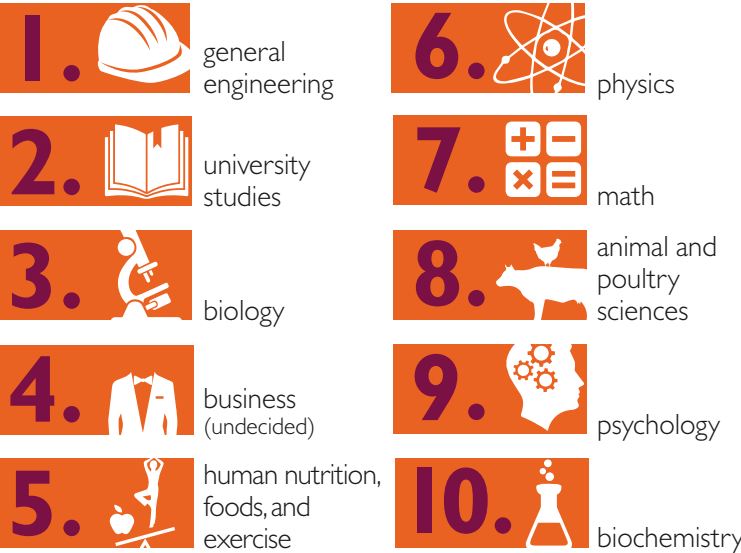 1.
general
engineering
2.
university
studies
3.
biology
4.
business
(undecided)
5.
human nutrition,
foods, and
exercise
6.
physics
7.
math
8.
animal and
poultry
sciences
9.
psychology
10.
biochemistry